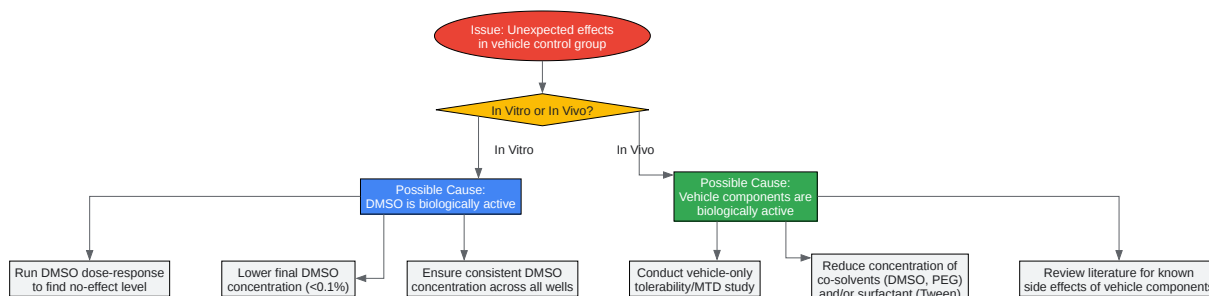 Issue: Unexpected effects
in vehicle control group
In Vitro or In Vivo?
In Vitro
In Vivo
Possible Cause:
DMSO is biologically active
Possible Cause:
Vehicle components are
biologically active
Run DMSO dose-response
to find no-effect level
Lower final DMSO
concentration (<0.1%)
Ensure consistent DMSO
concentration across all wells
Conduct vehicle-only
tolerability/MTD study
Reduce concentration of
co-solvents (DMSO, PEG)
and/or surfactant (Tween)
Review literature for known
side effects of vehicle components